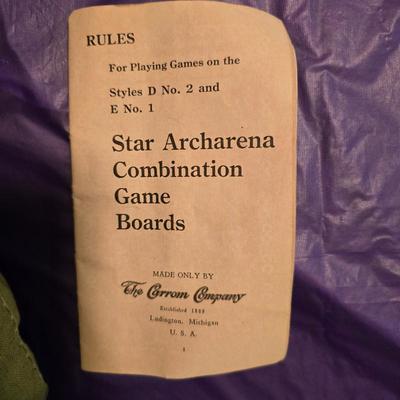 RULES
For Playing Games on the
Styles D No. 2 and
E No. 1
Star Archarena
Combination
Game
Boards
MADE ONLY BY
The Carrom Company
Established 1889
Ludington, Michigan
U. S. A.
1